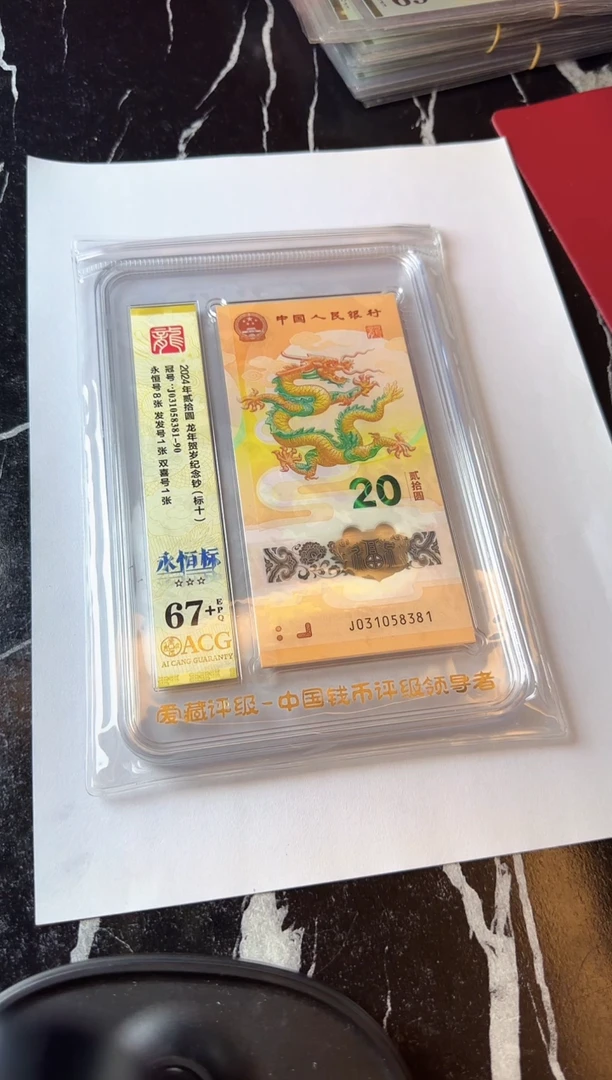 龍
2024年贰拾圆 龙年贺岁纪念钞(标十)
冠号:J031058381-90
永恒号8张 发发号1张 双喜号1张
永恒标
☆☆☆
67+
EPQ
ACG
AI CANG GUARANTY
中国人民银行
20
贰拾圆
J031058381
爱藏评级-中国钱币评级领导者